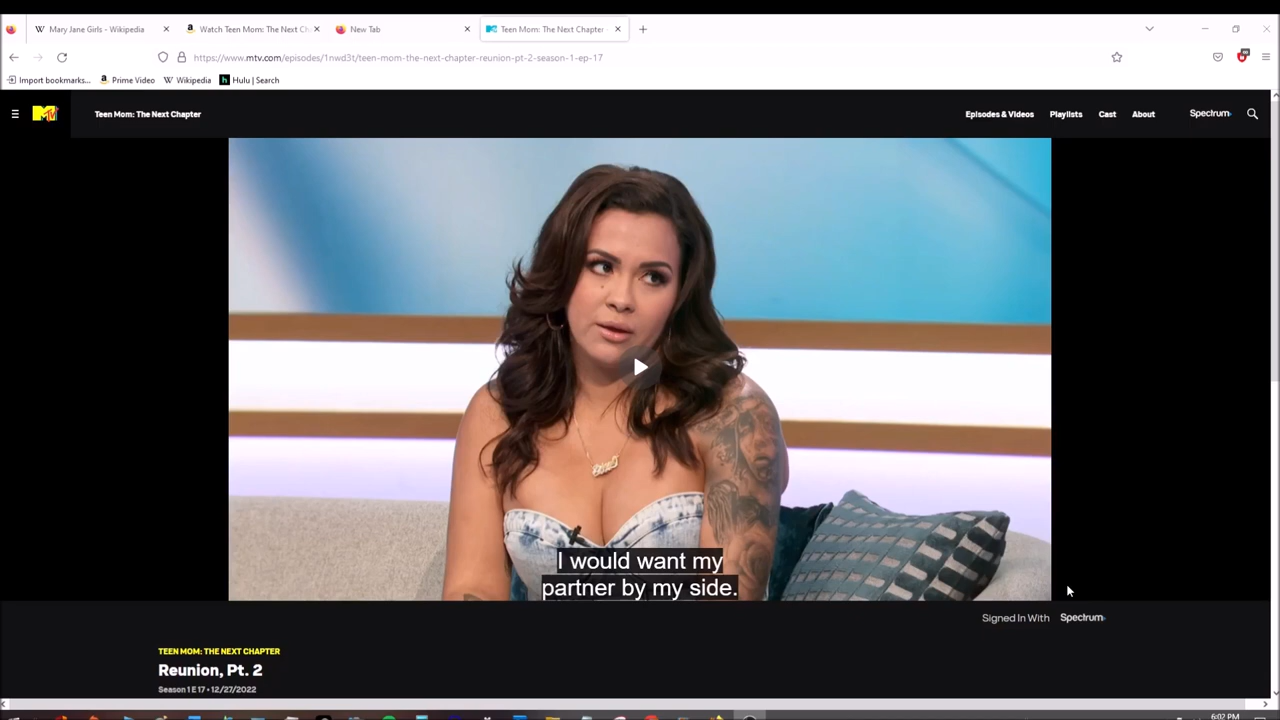 Mary Jane Girls - Wikipedia
Watch Teen Mom: The Next Ch
New Tab
Teen Mom: The Next Chapter -
https://www.mtv.com/episodes/1nwd3t/teen-mom-the-next-chapter-reunion-pt-2-season-1-ep-17
Import bookmarks... Prime Video Wikipedia Hulu | Search
Teen Mom: The Next Chapter
Episodes & Videos Playlists Cast About Spectrum
I would want my
partner by my side.
Signed In With Spectrum
TEEN MOM: THE NEXT CHAPTER
Reunion, Pt. 2
Season 1 E 17 • 12/27/2022
6:02 PM